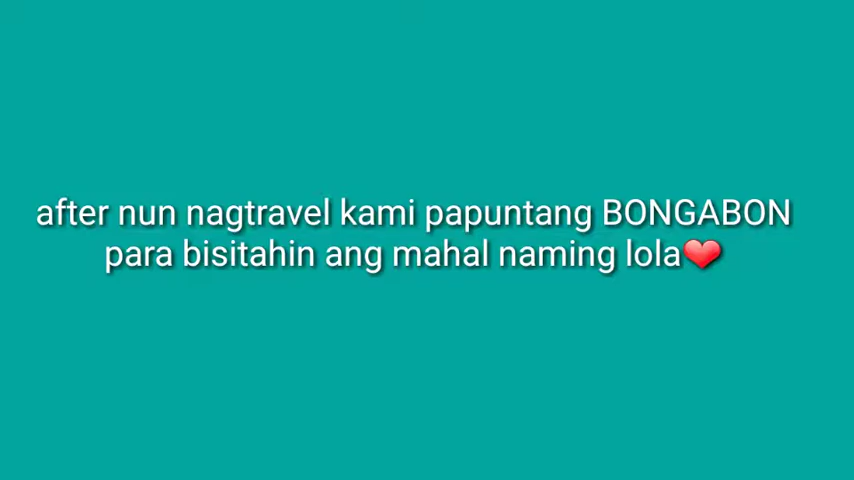 after nun nagtravel kami papuntang BONGABON
para bisitahin ang mahal naming lola❤